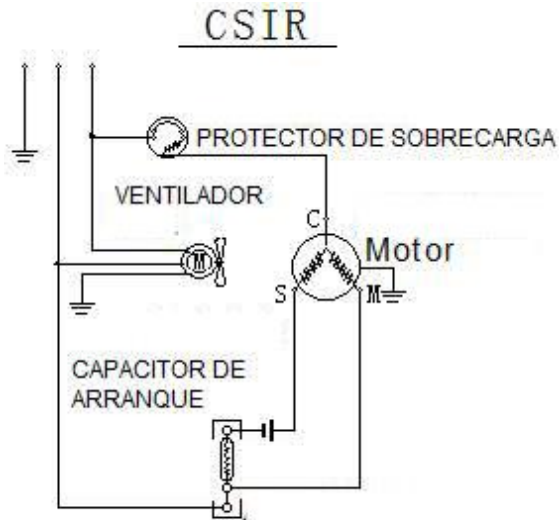 CSIR
PROTECTOR DE SOBRECARGA
VENTILADOR
C
Motor
M
S
M
CAPACITOR DE
ARRANQUE